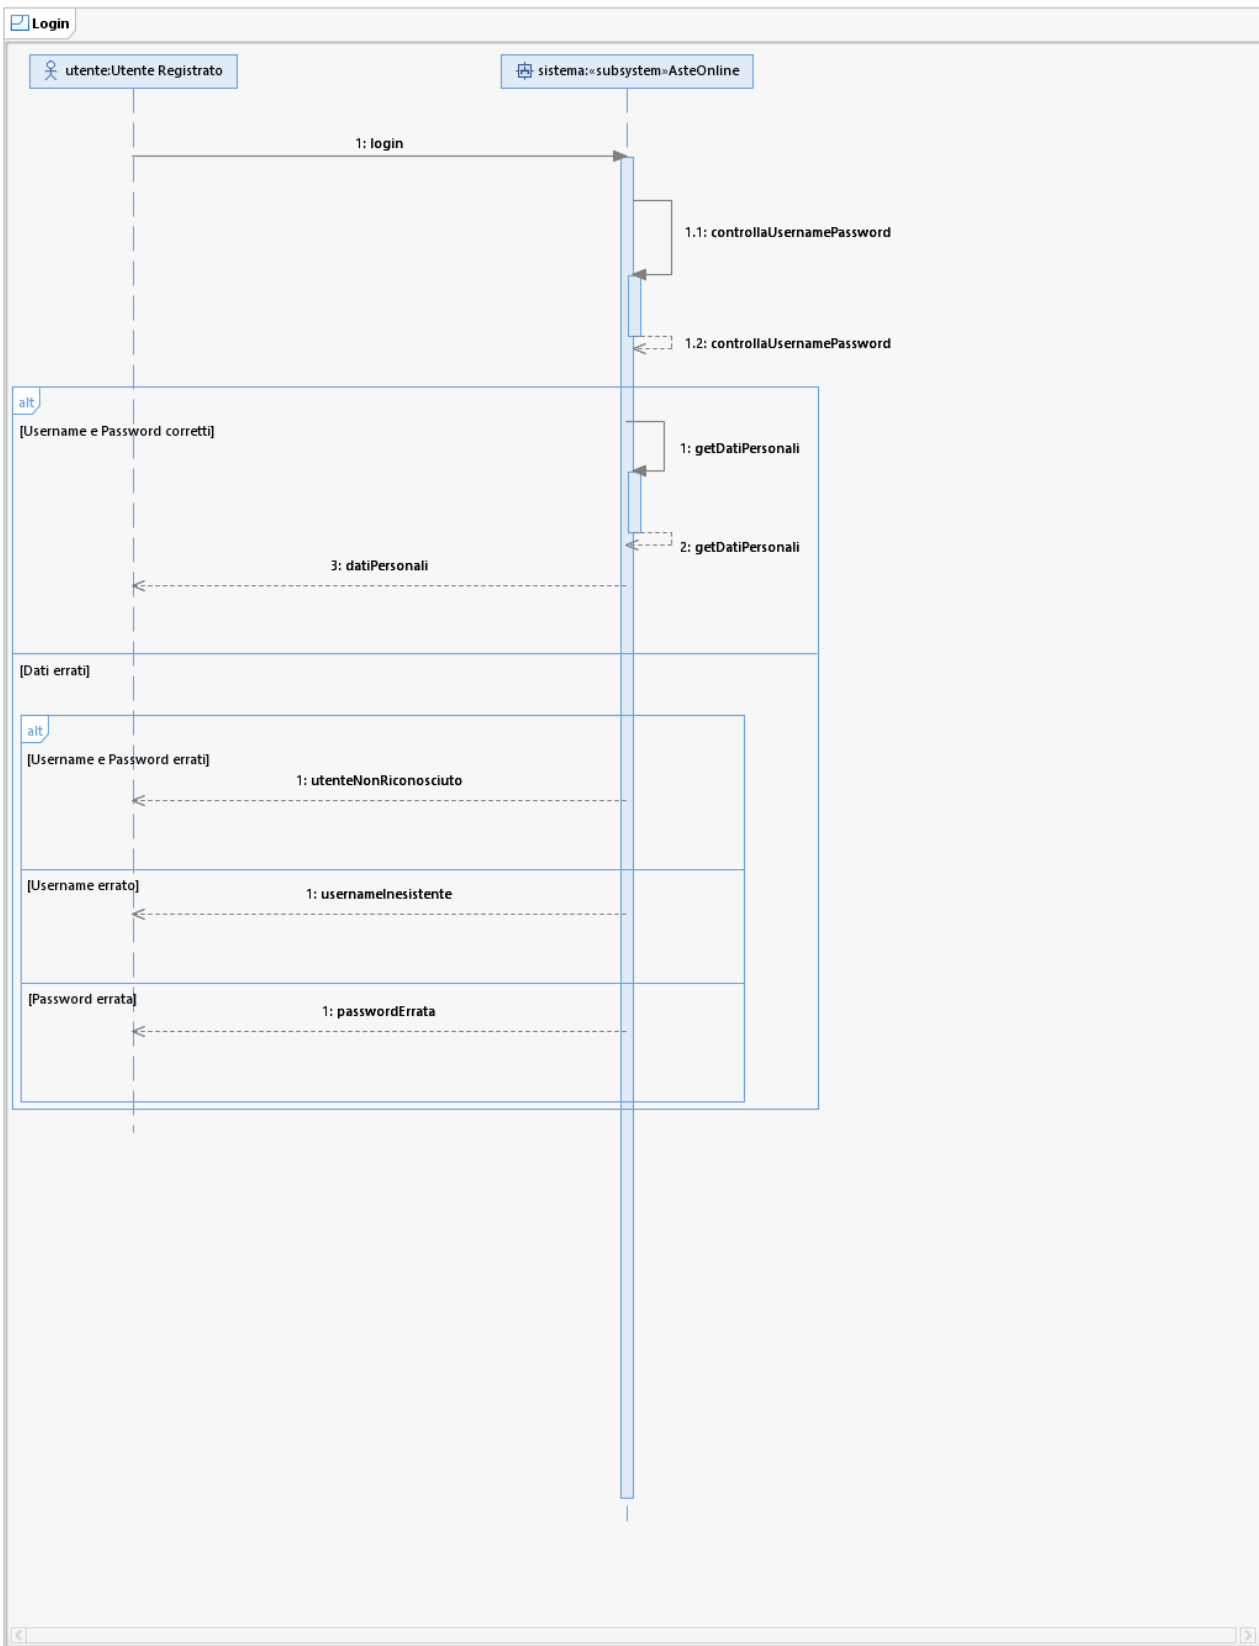 Login
utente:Utente Registrato
sistema:«subsystem»AsteOnline
1: login
1.1: controllaUsernamePassword
1.2: controllaUsernamePassword
alt
[Username e Password corretti]
1: getDatiPersonali
2: getDatiPersonali
3: datiPersonali
[Dati errati]
alt
[Username e Password errati]
1: utenteNonRiconosciuto
[Username errato]
1: usernameInesistente
[Password errata]
1: passwordErrata